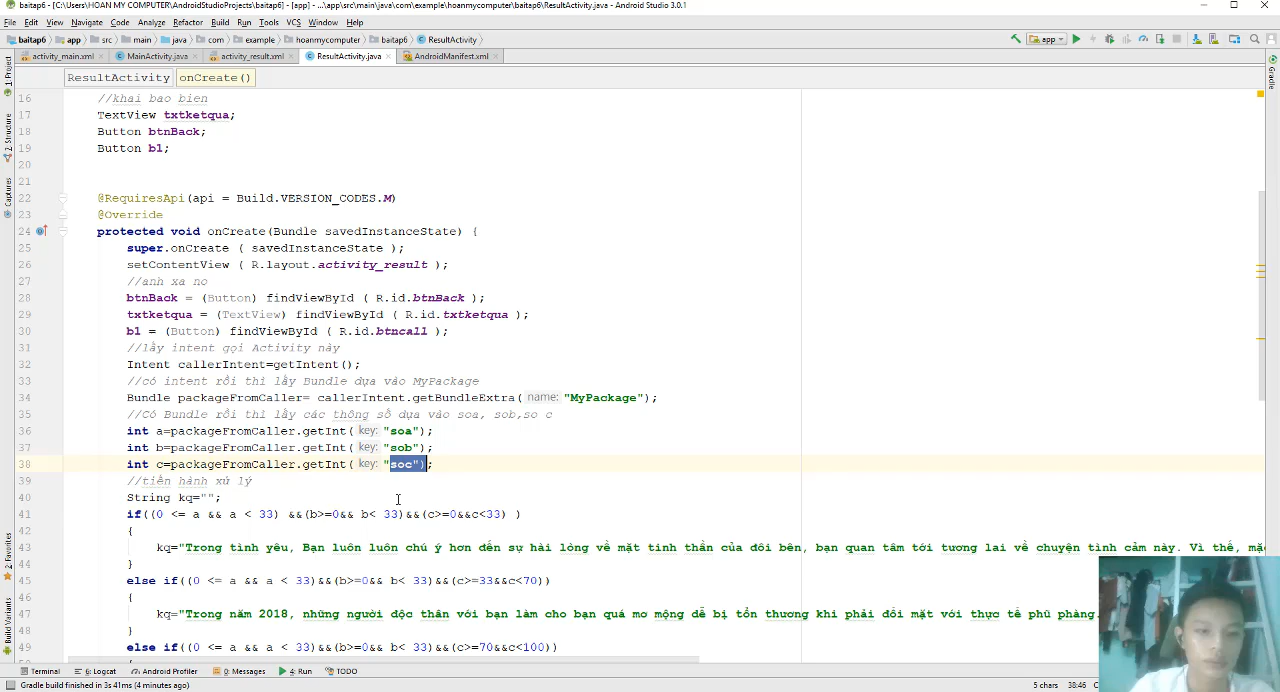 baitap6 - [C:\Users\HOAN MY COMPUTER\AndroidStudioProjects\baitap6] - [app] - ...\app\src\main\java\com\example\hoanmycomputer\baitap6\ResultActivity.java - Android Studio 3.0.1
File Edit View Navigate Code Analyze Refactor Build Run Tools VCS Window Help
baitap6 app src main java com example hoanmycomputer baitap6 ResultActivity app
activity_main.xml MainActivity.java activity_result.xml ResultActivity.java AndroidManifest.xml
ResultActivity onCreate()
1: Project
Z: Structure
Captures
2: Favorites
Build Variants
Gradle
16 //khai bao bien
17 TextView txtketqua;
18 Button btnBack;
19 Button b1;
20
21
22 @RequiresApi(api = Build.VERSION_CODES.M)
23 @Override
24 protected void onCreate(Bundle savedInstanceState) {
25 super.onCreate ( savedInstanceState );
26 setContentView ( R.layout.activity_result );
27 //anh xa no
28 btnBack = (Button) findViewById ( R.id.btnBack );
29 txtketqua = (TextView) findViewById ( R.id.txtketqua );
30 b1 = (Button) findViewById ( R.id.btncall );
31 //lấy intent gọi Activity này
32 Intent callerIntent=getIntent();
33 //có intent rồi thì lấy Bundle dựa vào MyPackage
34 Bundle packageFromCaller= callerIntent.getBundleExtra( name: "MyPackage");
35 //Có Bundle rồi thì lấy các thông số dựa vào soa, sob,so c
36 int a=packageFromCaller.getInt( key: "soa");
37 int b=packageFromCaller.getInt( key: "sob");
38 int c=packageFromCaller.getInt( key: "soc");
39 //tiến hành xử lý
40 String kq="";
41 if((0 <= a && a < 33) &&(b>=0&& b< 33)&&(c>=0&&c<33) )
42 {
43 kq="Trong tình yêu, Bạn luôn luôn chú ý hơn đến sự hài lòng về mặt tinh thần của đôi bên, bạn quan tâm tới tương lai về chuyện tình cảm này. Vì thế, mặc
44 }
45 else if((0 <= a && a < 33)&&(b>=0&& b< 33)&&(c>=33&&c<70))
46 {
47 kq="Trong năm 2018, những người độc thân với bạn làm cho bạn quá mơ mộng dễ bị tổn thương khi phải đối mặt với thực tế phũ phàng.
48 }
49 else if((0 <= a && a < 33)&&(b>=0&& b< 33)&&(c>=70&&c<100))
Terminal 6: Logcat Android Profiler 0: Messages 4: Run TODO
Gradle build finished in 3s 41ms (4 minutes ago) 5 chars 38:46